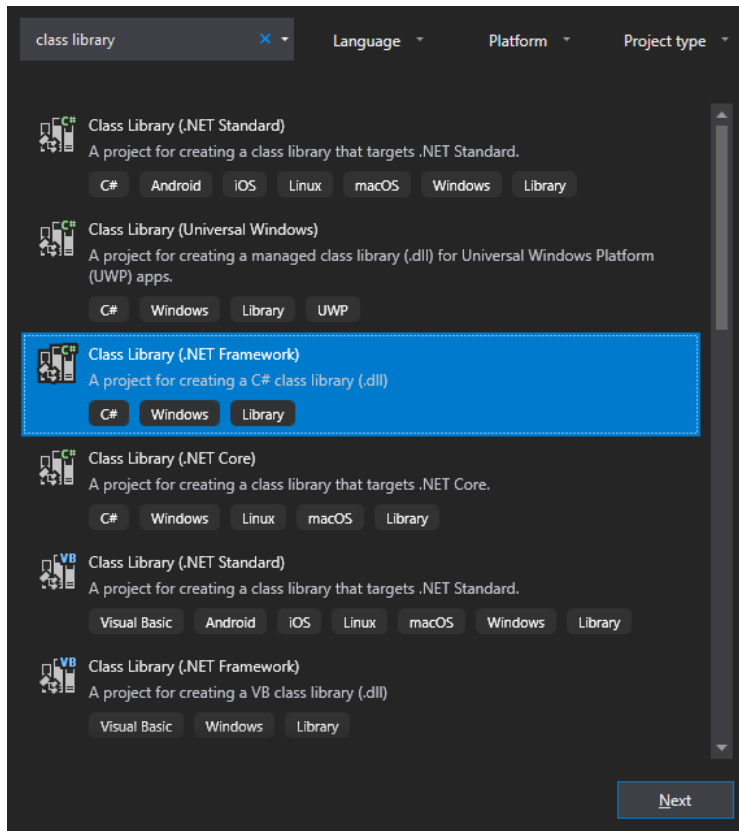 class library
Language
Platform
Project type
C#
Class Library (.NET Standard)
A project for creating a class library that targets .NET Standard.
C# Android iOS Linux macOS Windows Library
C#
Class Library (Universal Windows)
A project for creating a managed class library (.dll) for Universal Windows Platform
(UWP) apps.
C# Windows Library UWP
C#
Class Library (.NET Framework)
A project for creating a C# class library (.dll)
C# Windows Library
C#
Class Library (.NET Core)
A project for creating a class library that targets .NET Core.
C# Windows Linux macOS Library
VB
Class Library (.NET Standard)
A project for creating a class library that targets .NET Standard.
Visual Basic Android iOS Linux macOS Windows Library
VB
Class Library (.NET Framework)
A project for creating a VB class library (.dll)
Visual Basic Windows Library
Next